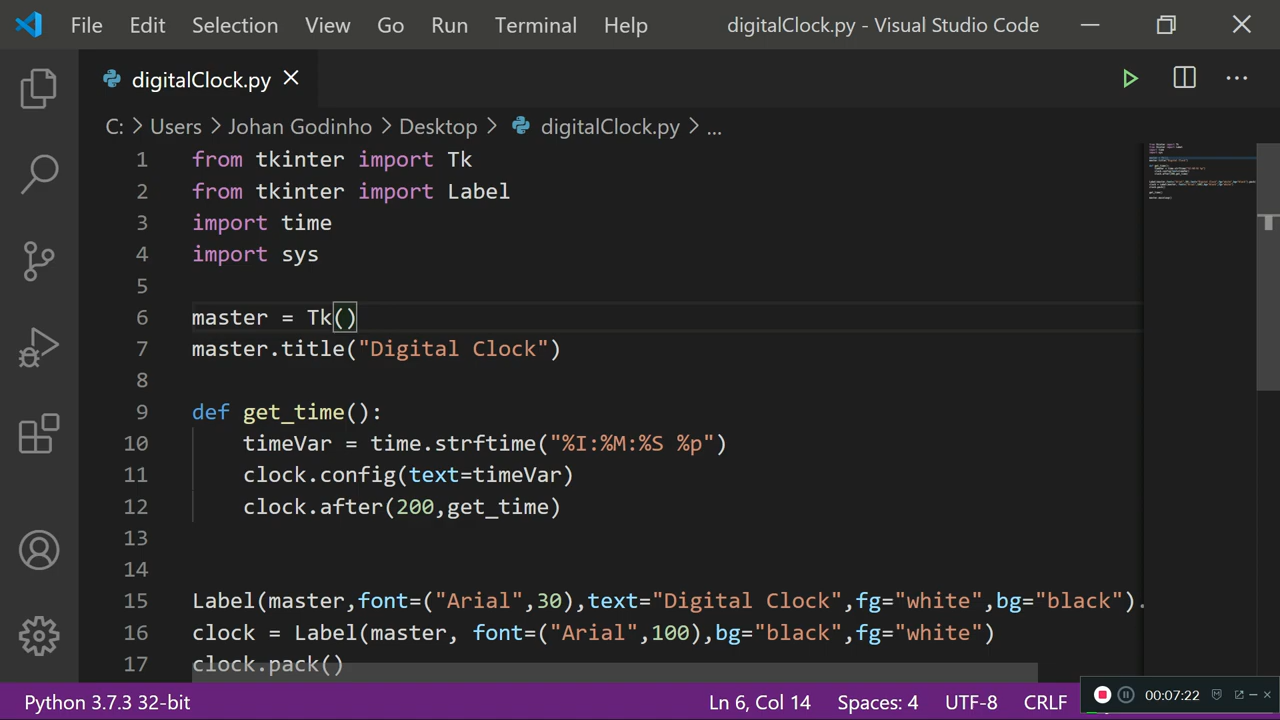 File Edit Selection View Go Run Terminal Help digitalClock.py - Visual Studio Code
digitalClock.py
C: > Users > Johan Godinho > Desktop > digitalClock.py > ...
1 from tkinter import Tk
2 from tkinter import Label
3 import time
4 import sys
5
6 master = Tk()
7 master.title("Digital Clock")
8
9 def get_time():
10 timeVar = time.strftime("%I:%M:%S %p")
11 clock.config(text=timeVar)
12 clock.after(200,get_time)
13
14
15 Label(master,font=("Arial",30),text="Digital Clock",fg="white",bg="black").
16 clock = Label(master, font=("Arial",100),bg="black",fg="white")
17 clock.pack()
Python 3.7.3 32-bit Ln 6, Col 14 Spaces: 4 UTF-8 CRLF 00:07:22